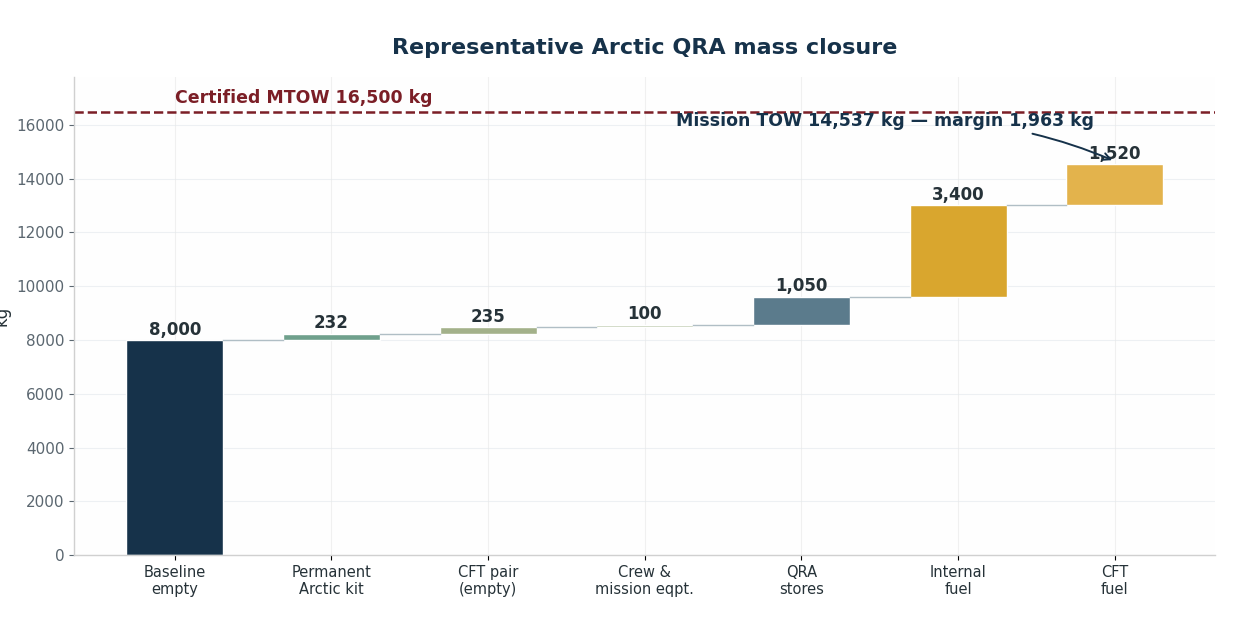 Representative Arctic QRA mass closure
Certified MTOW 16,500 kg
Mission TOW 14,537 kg — margin 1,963 kg
kg
16000
14000
12000
10000
8000
6000
4000
2000
0
8,000
232
235
100
1,050
3,400
1,520
Baseline
empty
Permanent
Arctic kit
CFT pair
(empty)
Crew &
mission eqpt.
QRA
stores
Internal
fuel
CFT
fuel